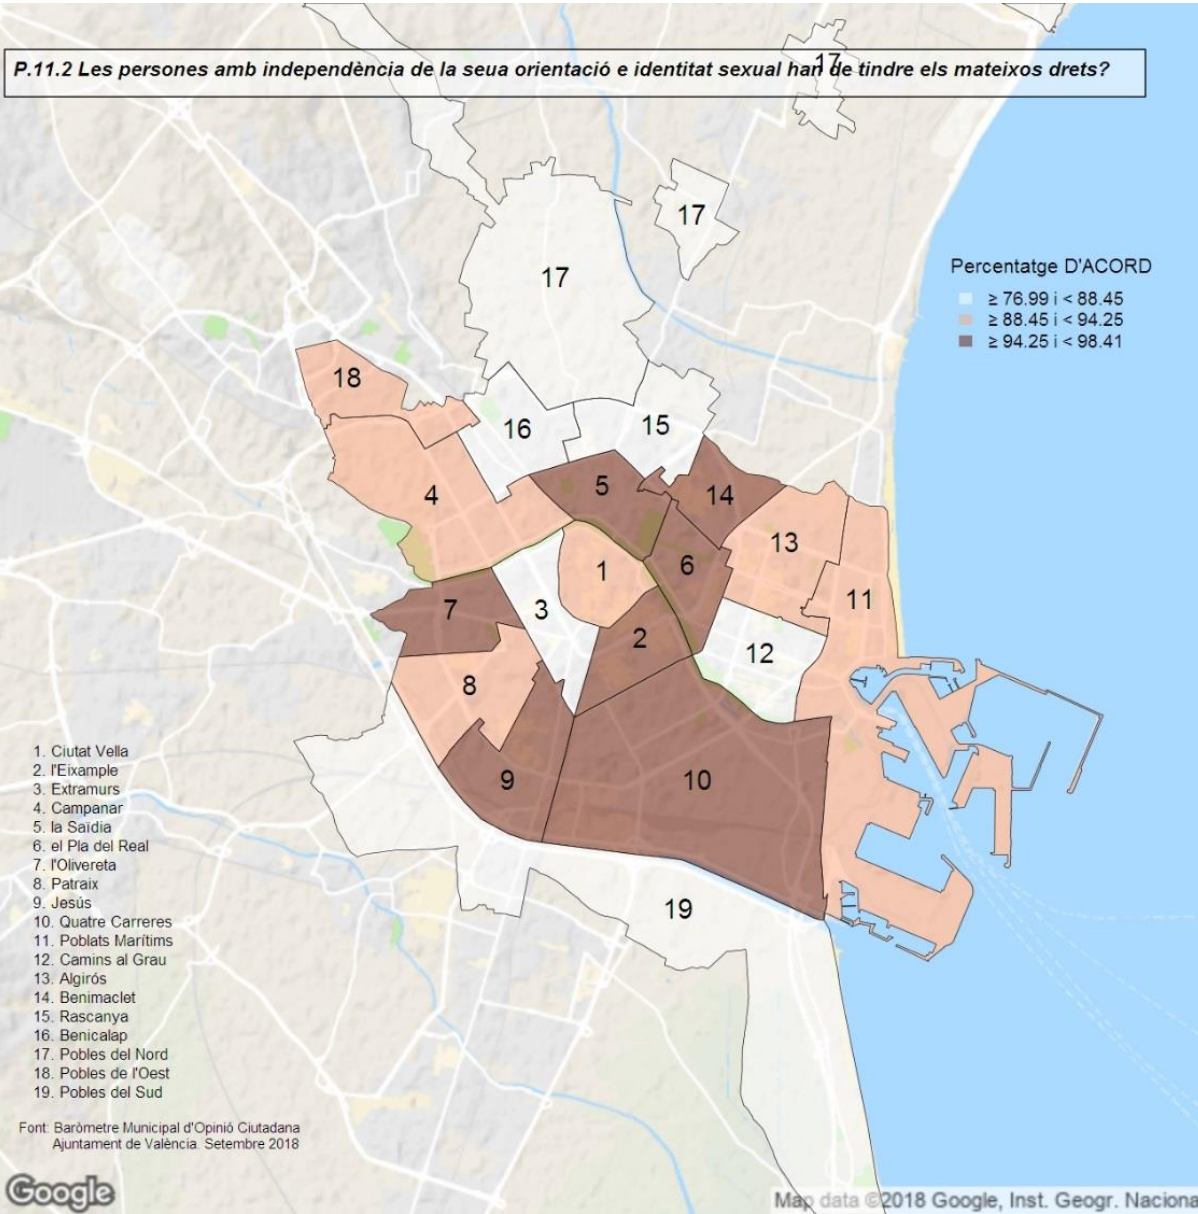 P.11.2 Les persones amb independència de la seua orientació e identitat sexual han de tindre els mateixos drets?
17
17
17
Percentatge D'ACORD
≥ 76.99 i < 88.45
≥ 88.45 i < 94.25
≥ 94.25 i < 98.41
18
16
15
4
5
14
13
1
6
7
3
11
2
12
8
9
10
19
1. Ciutat Vella
2. l'Eixample
3. Extramurs
4. Campanar
5. la Saïdia
6. el Pla del Real
7. l'Olivereta
8. Patraix
9. Jesús
10. Quatre Carreres
11. Poblats Marítims
12. Camins al Grau
13. Algirós
14. Benimaclet
15. Rascanya
16. Benicalap
17. Pobles del Nord
18. Pobles de l'Oest
19. Pobles del Sud
Font: Baròmetre Municipal d'Opinió Ciutadana
Ajuntament de València. Setembre 2018
Google
Map data ©2018 Google, Inst. Geogr. Naciona